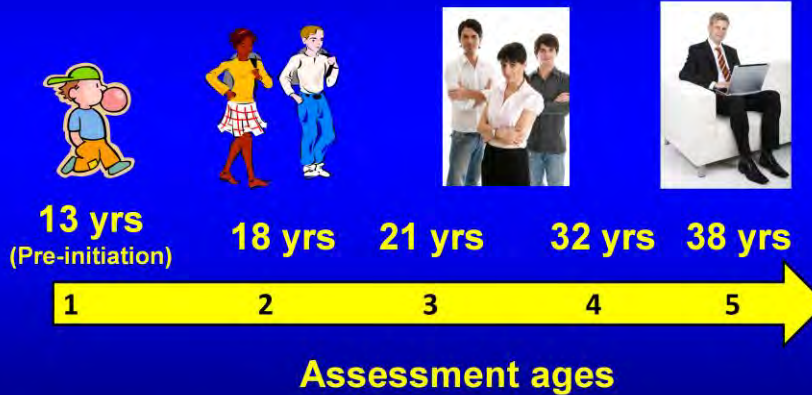 13 yrs
(Pre-initiation)
18 yrs
21 yrs
32 yrs
38 yrs
1 2 3 4 5
Assessment ages